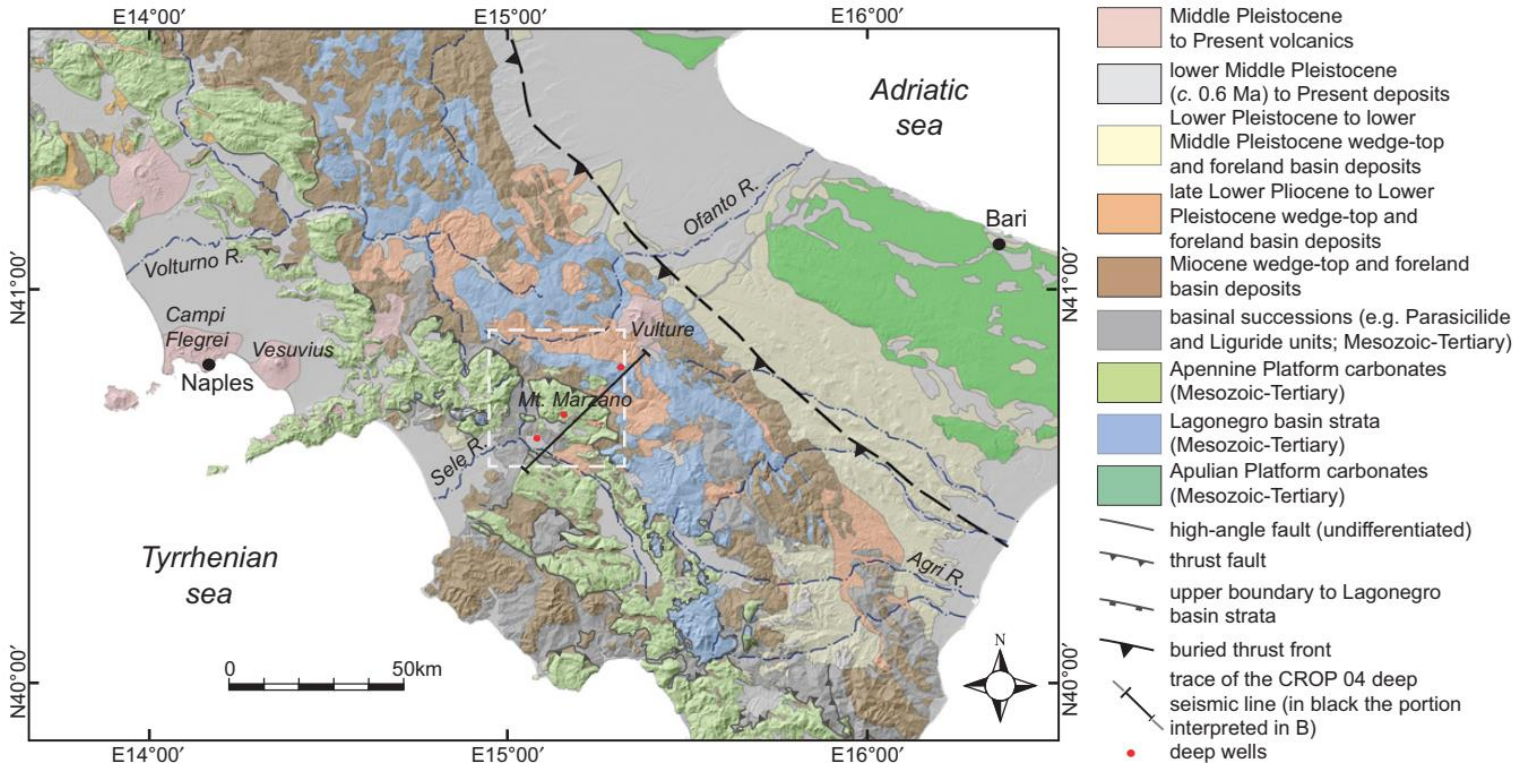 E14°00′
E15°00′
E16°00′
N41°00′
N40°00′
Adriatic
sea
Ofanto R.
Bari
Volturno R.
Campi
Flegrei
Vesuvius
Naples
Vulture
Mt. Marzano
Sele R.
Tyrrhenian
sea
Agri R.
0
50km
N
N41°00′
N40°00′
E14°00′
E15°00′
E16°00′
Middle Pleistocene
to Present volcanics
lower Middle Pleistocene
(c. 0.6 Ma) to Present deposits
Lower Pleistocene to lower
Middle Pleistocene wedge-top
and foreland basin deposits
late Lower Pliocene to Lower
Pleistocene wedge-top and
foreland basin deposits
Miocene wedge-top and foreland
basin deposits
basinal successions (e.g. Parasicilide
and Liguride units; Mesozoic-Tertiary)
Apennine Platform carbonates
(Mesozoic-Tertiary)
Lagonegro basin strata
(Mesozoic-Tertiary)
Apulian Platform carbonates
(Mesozoic-Tertiary)
high-angle fault (undifferentiated)
thrust fault
upper boundary to Lagonegro
basin strata
buried thrust front
trace of the CROP 04 deep
seismic line (in black the portion
interpreted in B)
deep wells